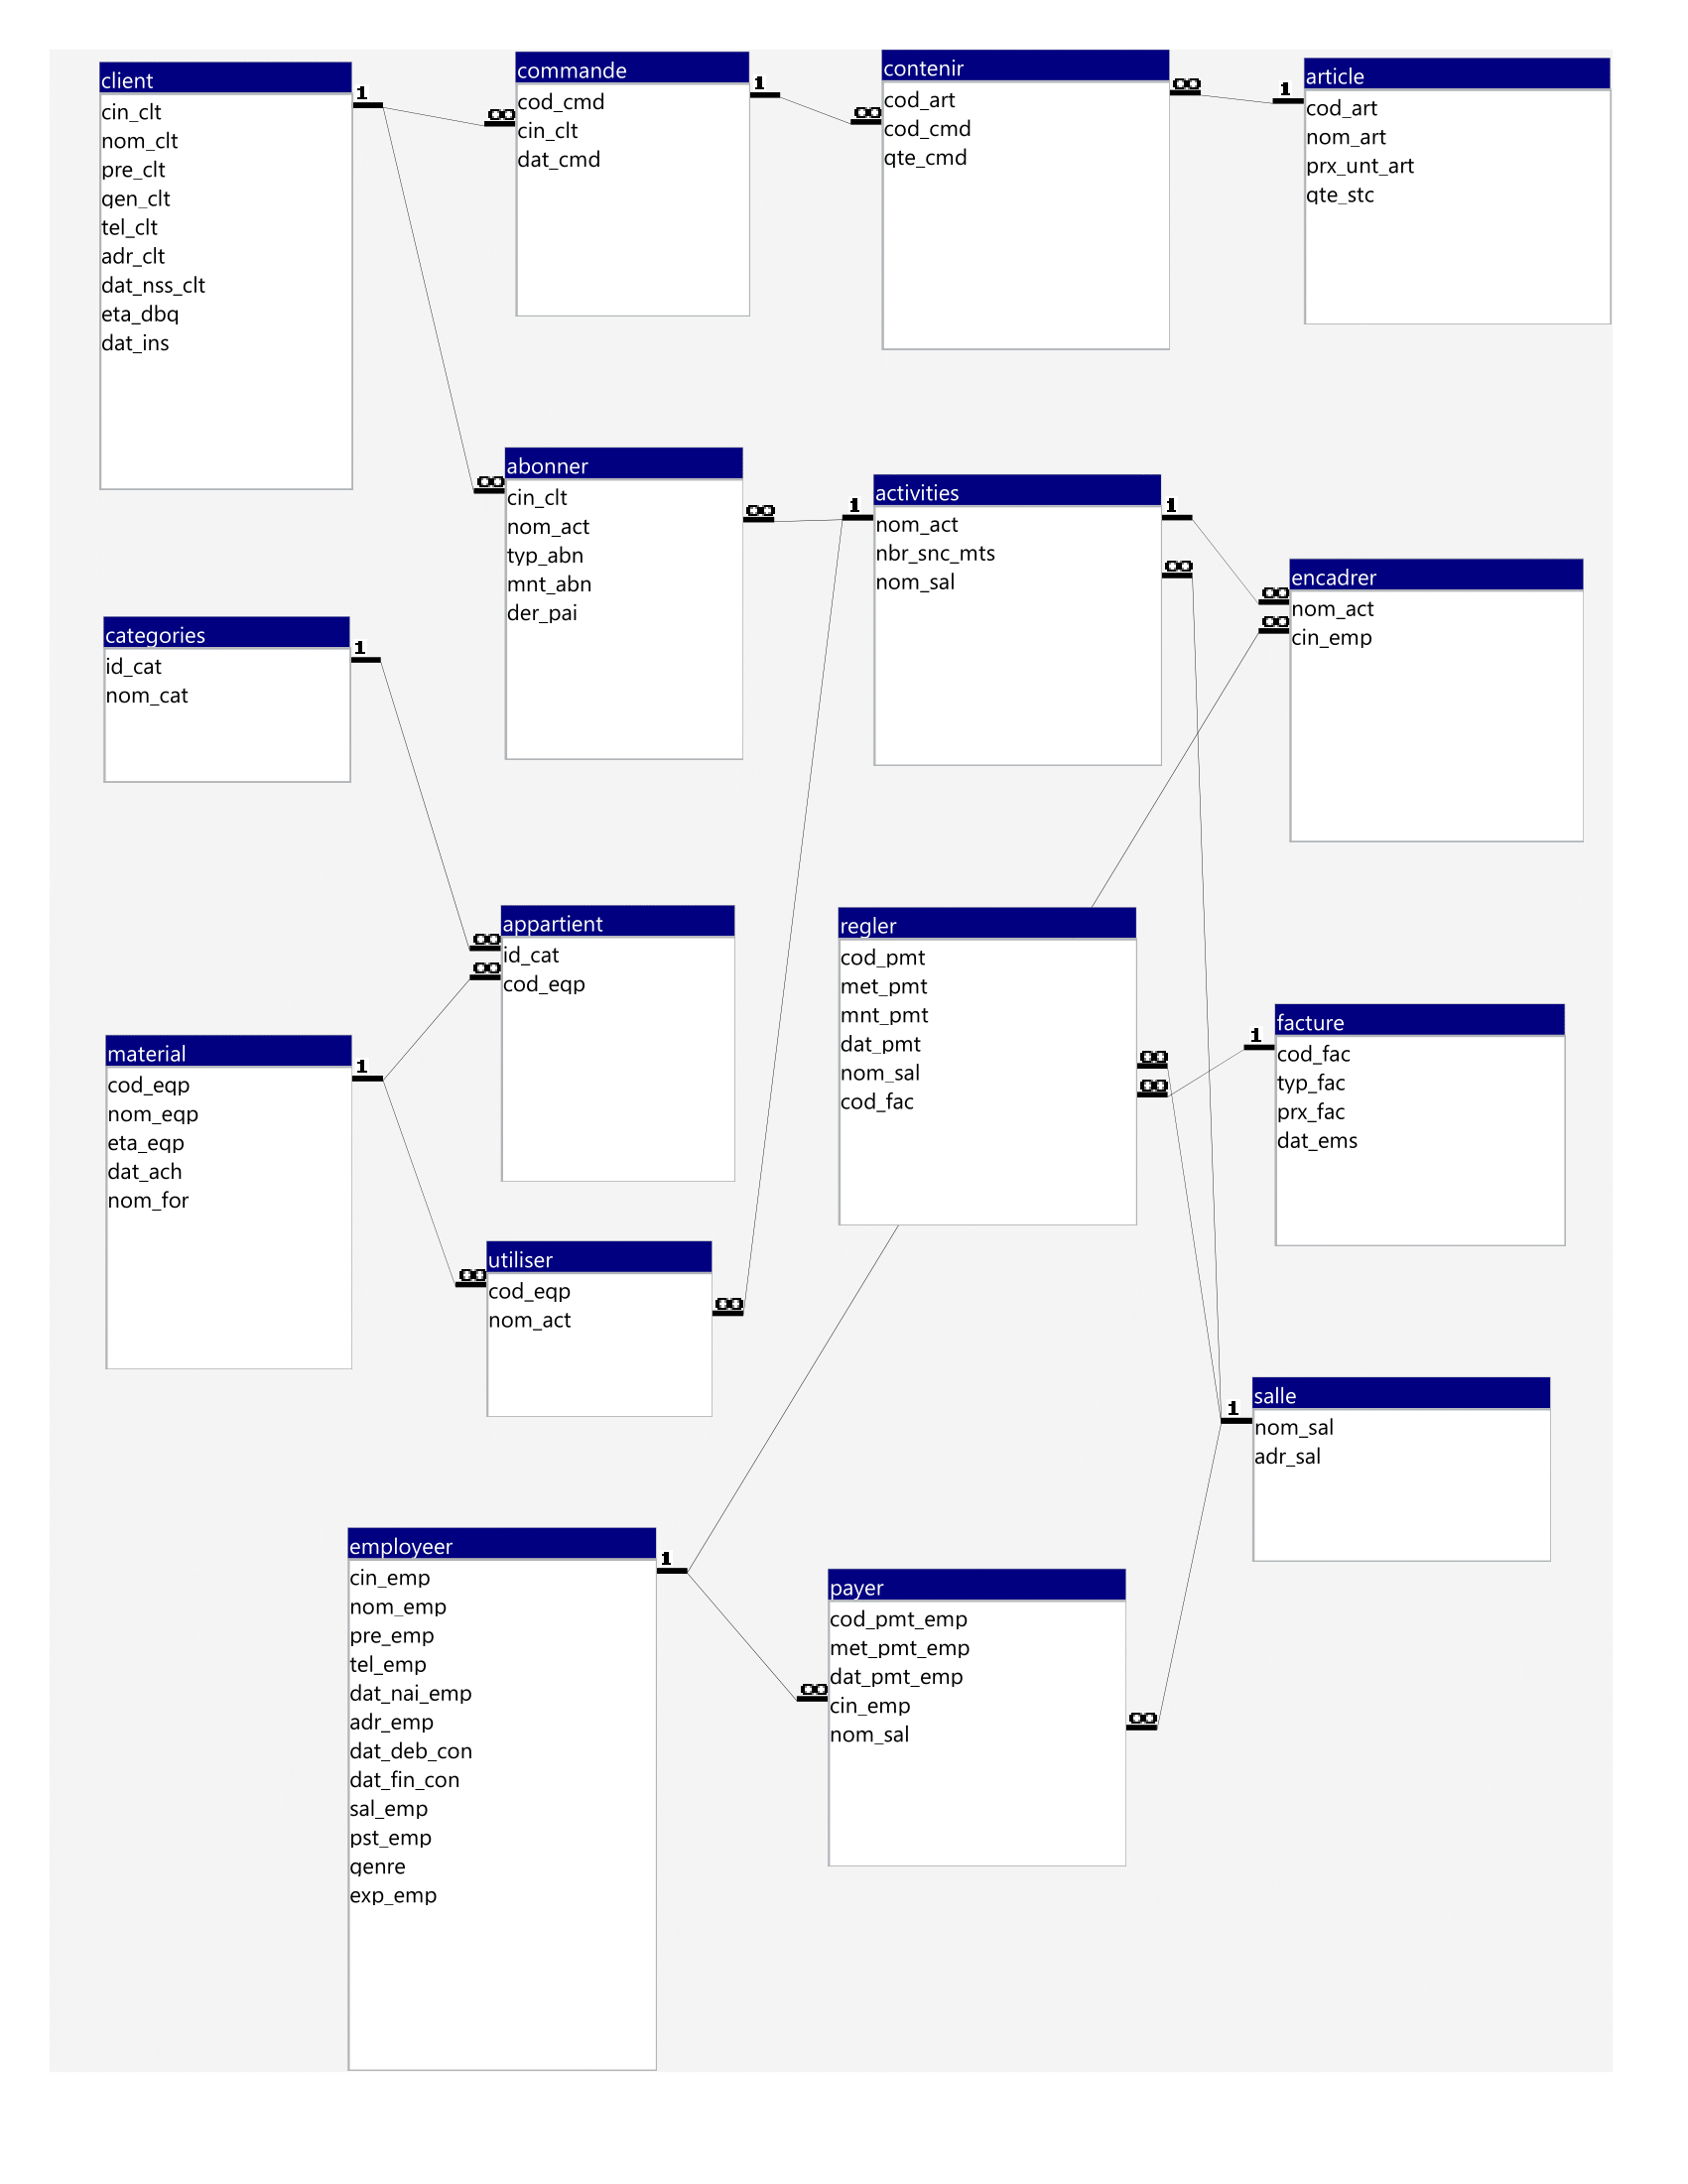 client
cin_clt
nom_clt
pre_clt
gen_clt
tel_clt
adr_clt
dat_nss_clt
eta_dbq
dat_ins
1
1
∞
commande
cod_cmd
cin_clt
dat_cmd
∞
contenir
cod_art
cod_cmd
qte_cmd
∞
1
article
cod_art
nom_art
prx_unt_art
qte_stc
∞
abonner
cin_clt
nom_act
typ_abn
mnt_abn
der_pai
∞
1
activities
nom_act
nbr_snc_mts
nom_sal
1
∞
∞
∞
encadrer
nom_act
cin_emp
categories
id_cat
nom_cat
1
∞
∞
appartient
id_cat
cod_eqp
regler
cod_pmt
met_pmt
mnt_pmt
dat_pmt
nom_sal
cod_fac
∞
∞
1
facture
cod_fac
typ_fac
prx_fac
dat_ems
material
cod_eqp
nom_eqp
eta_eqp
dat_ach
nom_for
1
∞
utiliser
cod_eqp
nom_act
∞
1
salle
nom_sal
adr_sal
employeer
cin_emp
nom_emp
pre_emp
tel_emp
dat_nai_emp
adr_emp
dat_deb_con
dat_fin_con
sal_emp
pst_emp
genre
exp_emp
1
∞
payer
cod_pmt_emp
met_pmt_emp
dat_pmt_emp
cin_emp
nom_sal
∞